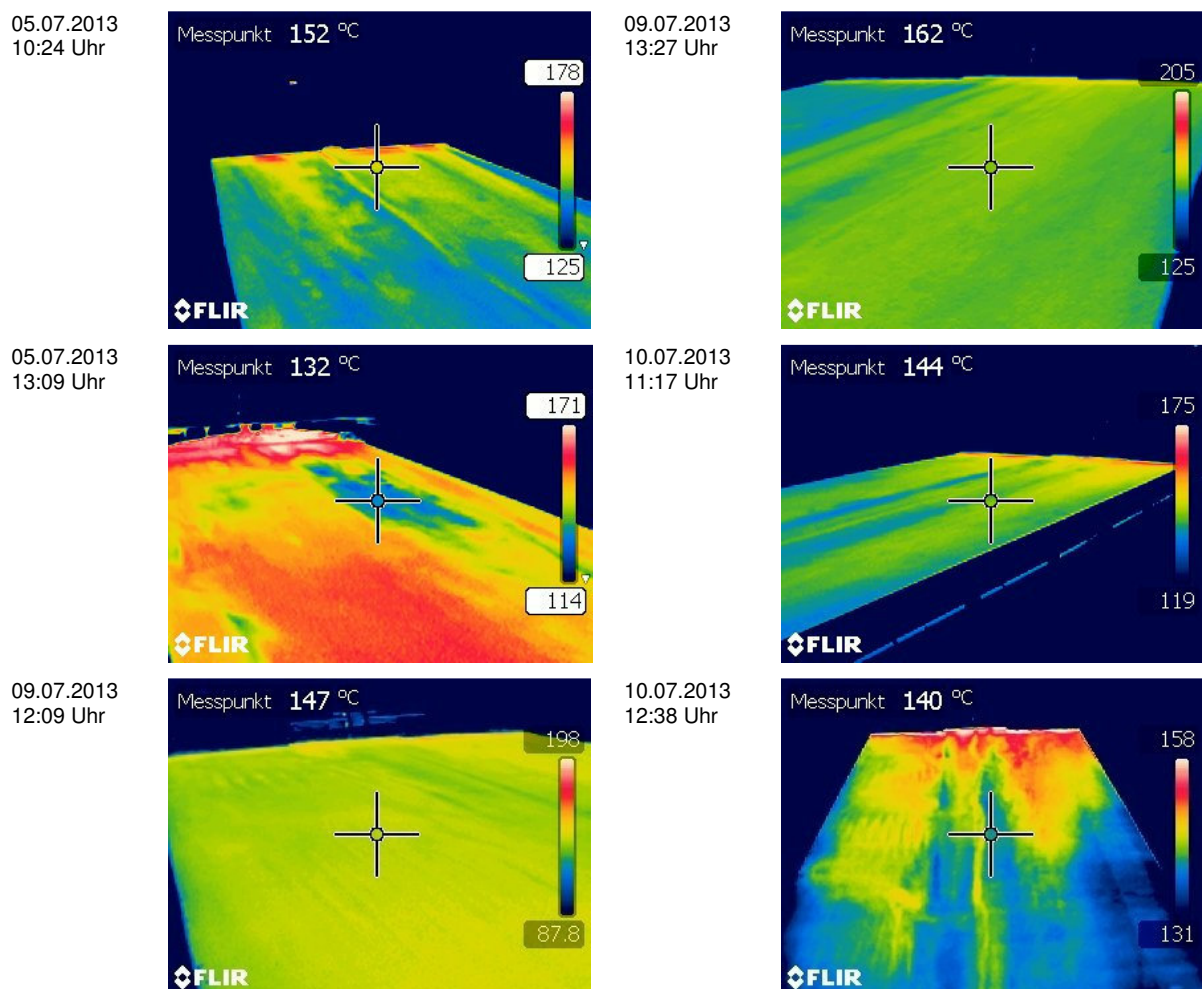 05.07.2013
10:24 Uhr
Messpunkt 152 °C
178
125
FLIR
09.07.2013
13:27 Uhr
Messpunkt 162 °C
205
125
FLIR
05.07.2013
13:09 Uhr
Messpunkt 132 °C
171
114
FLIR
10.07.2013
11:17 Uhr
Messpunkt 144 °C
175
119
FLIR
09.07.2013
12:09 Uhr
Messpunkt 147 °C
198
87.8
FLIR
10.07.2013
12:38 Uhr
Messpunkt 140 °C
158
131
FLIR